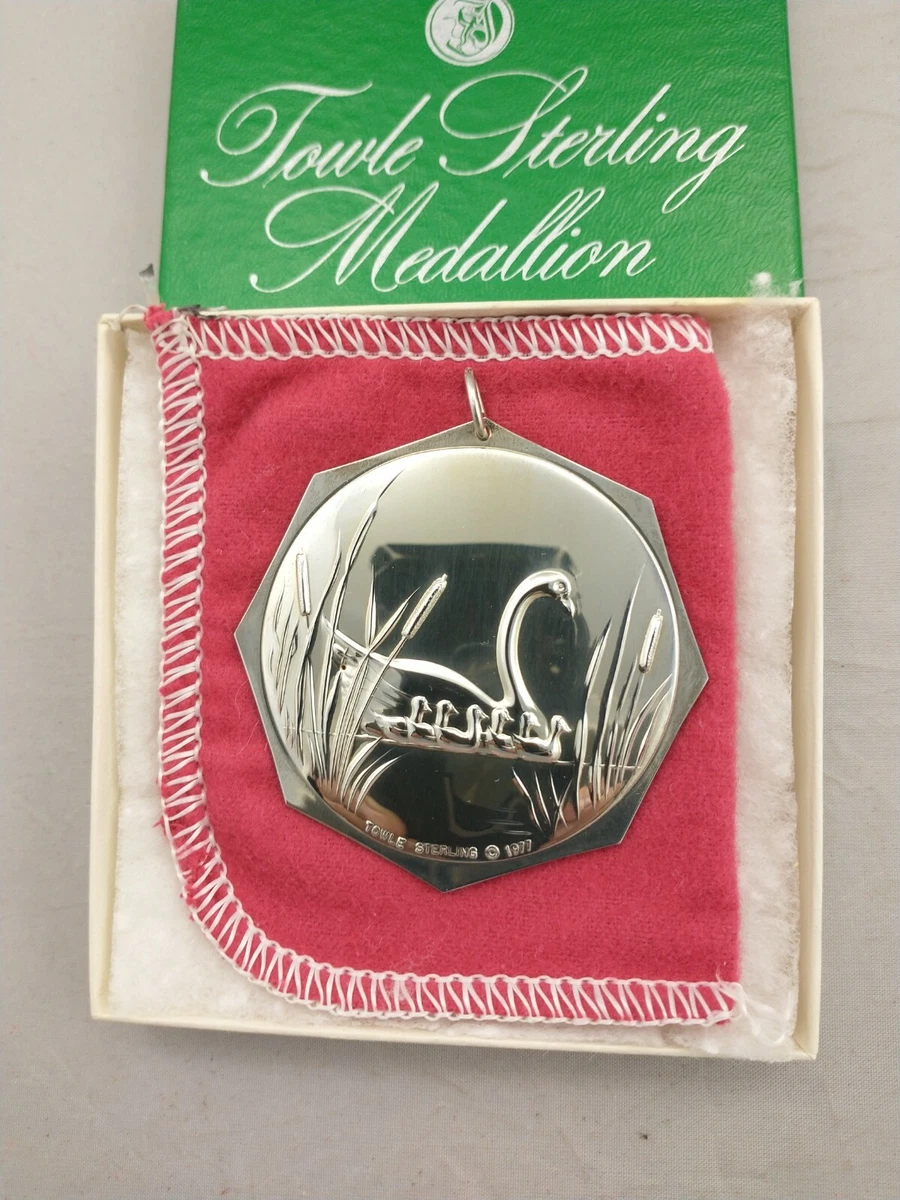 Towle Sterling
Medallion
TOWLE STERLING © 1977